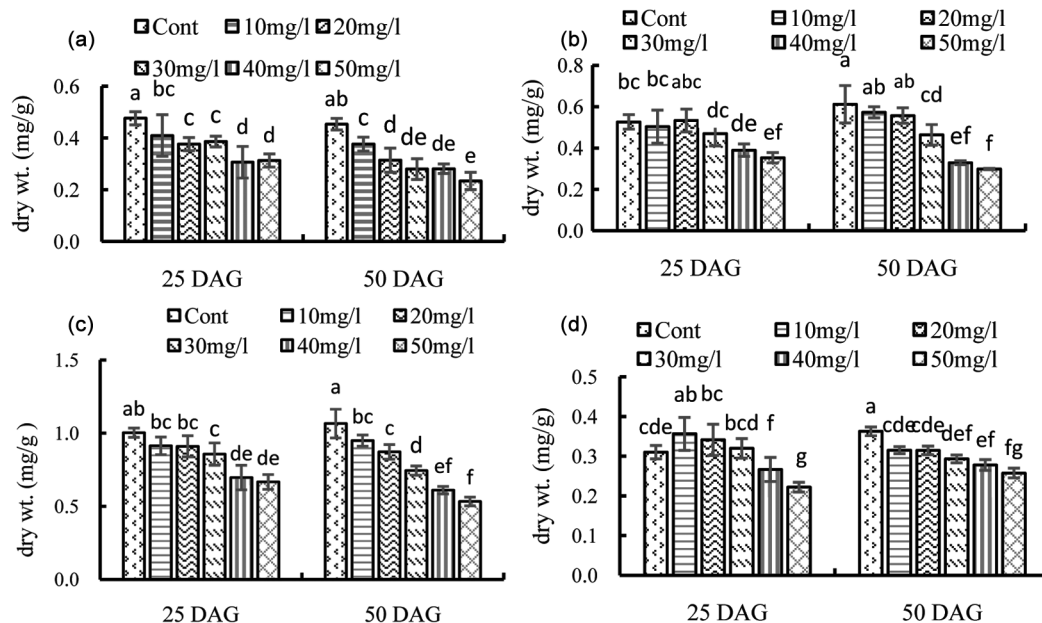 (a)
Cont 10mg/l 20mg/l
30mg/l 40mg/l 50mg/l
dry wt. (mg/g)
0.6
0.4
0.2
0.0
a bc c c d d
ab c d de de e
25 DAG 50 DAG
(b)
Cont 10mg/l 20mg/l
30mg/l 40mg/l 50mg/l
dry wt. (mg/g)
0.8
0.6
0.4
0.2
0.0
bc bc abc dc de ef
a ab ab cd ef f
25 DAG 50 DAG
(c)
Cont 10mg/l 20mg/l
30mg/l 40mg/l 50mg/l
dry wt. (mg/g )
1.5
1.0
0.5
0.0
ab bc bc c de de
a bc c d ef f
25 DAG 50 DAG
(d)
Cont 10mg/l 20mg/l
30mg/l 40mg/l 50mg/l
dry wt. (mg/g)
0.5
0.4
0.3
0.2
0.1
0
cde ab bc bcd f g
a cde cde def ef fg
25 DAG 50 DAG